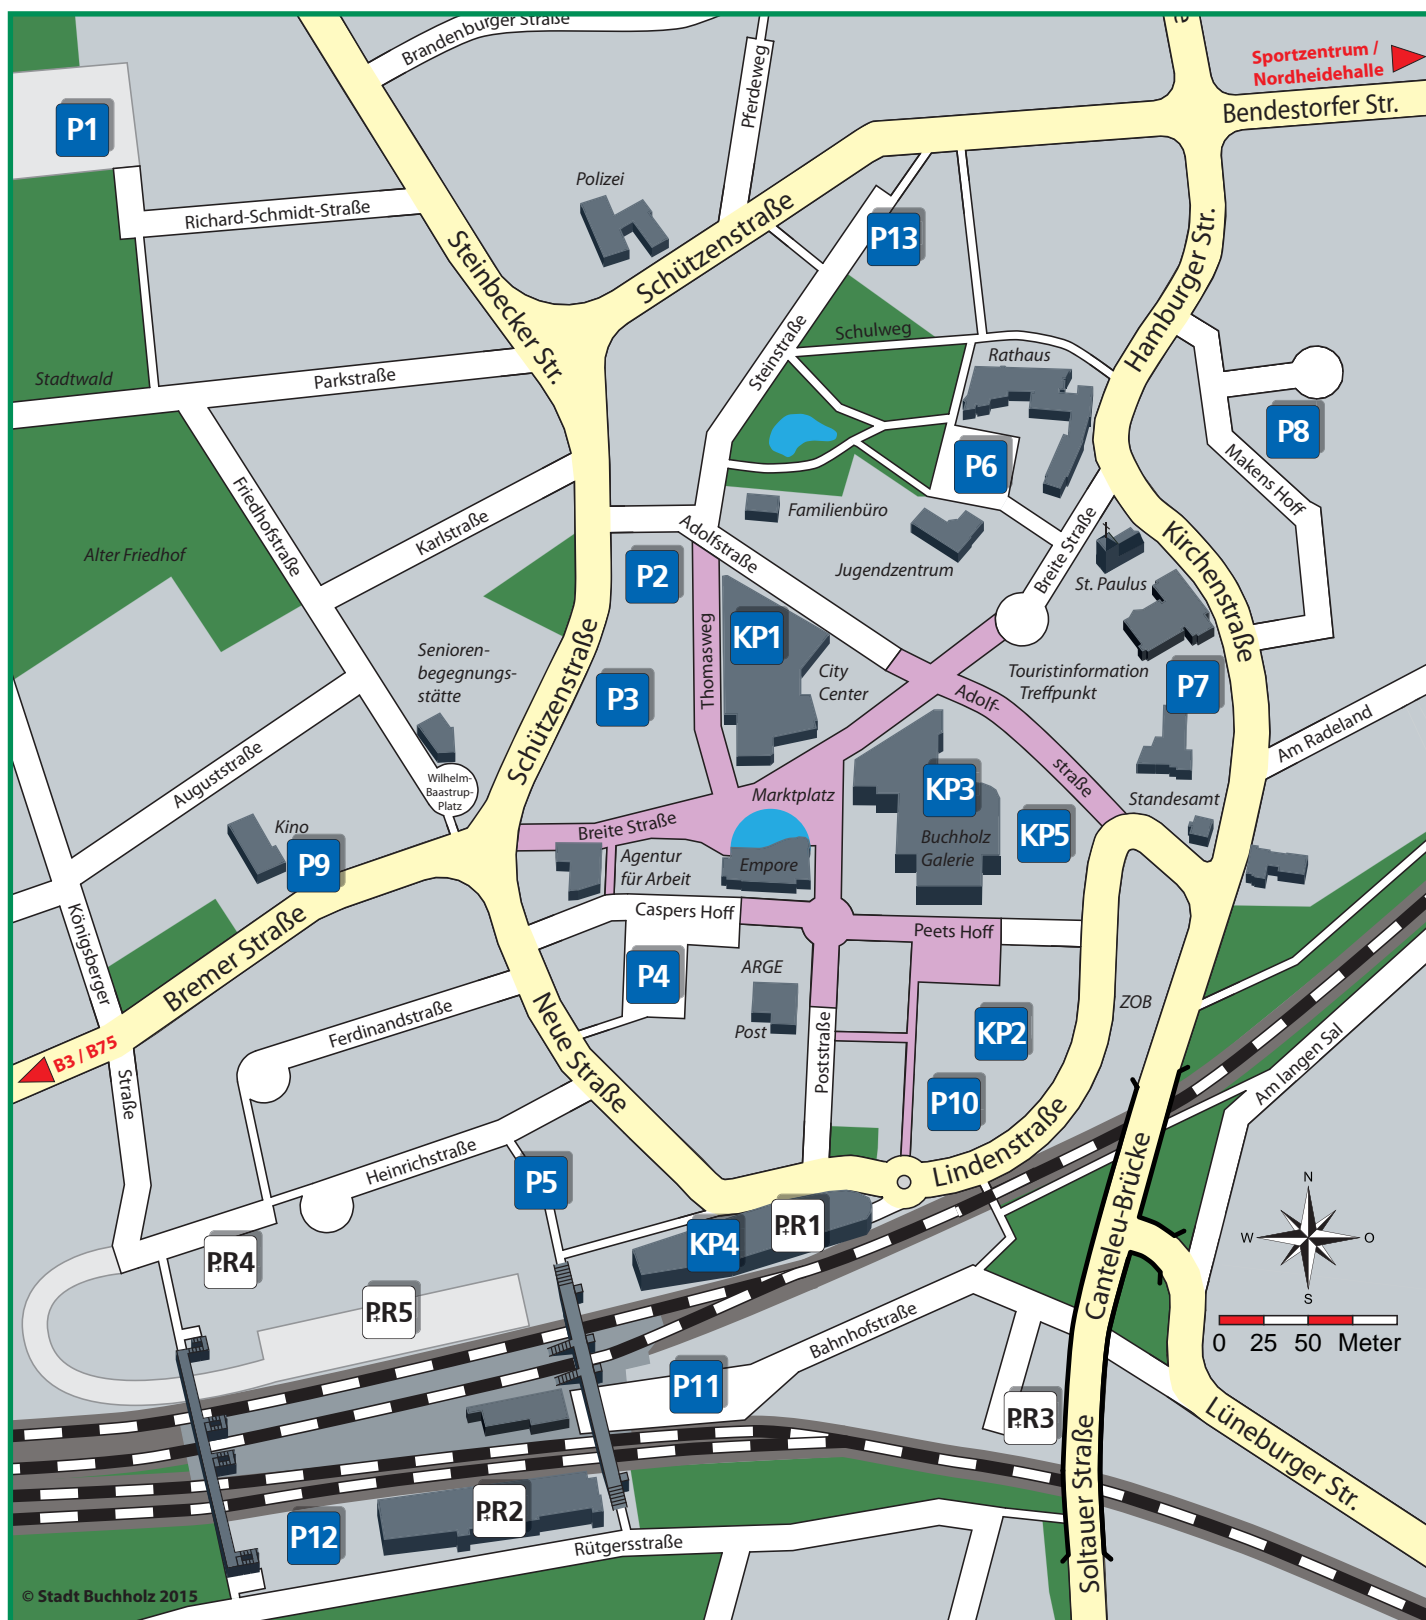 Brandenburger Straße
Pferdeweg
Sportzentrum /
Nordheidehalle
Bendestorfer Str.
P1
Polizei
Richard-Schmidt-Straße
Steinbecker Str.
Schützenstraße
P13
Hamburger Str.
Schulweg
Steinstraße
Rathaus
Stadtwald
Parkstraße
P8
P6
Makens Hoff
Friedhofstraße
Karlstraße
Familienbüro
Adolfstraße
Breite Straße
Kirchenstraße
Alter Friedhof
P2
Jugendzentrum
St. Paulus
KP1
Thomasweg
Senioren-
begegnungs-
stätte
Schützenstraße
P3
City
Center
Touristinformation
Treffpunkt
P7
Adolf-
straße
Am Radeland
Auguststraße
Wilhelm-
Baastrup-
Platz
KP3
Marktplatz
Standesamt
Kino
P9
Breite Straße
KP5
Buchholz
Galerie
Agentur
für Arbeit
Empore
Caspers Hoff
Peets Hoff
Königsberger
Straße
Bremer Straße
P4
ARGE
Post
ZOB
Neue Straße
Ferdinandstraße
Poststraße
KP2
B3 / B75
Am langen Sal
P10
Heinrichstraße
P5
Lindenstraße
Canteleu-Brücke
N
W
O
S
KP4
P+R1
P+R4
P+R5
Bahnhofstraße
0 25 50 Meter
P11
P+R3
Lüneburger Str.
P+R2
P12
Rütgersstraße
Soltauer Straße
© Stadt Buchholz 2015